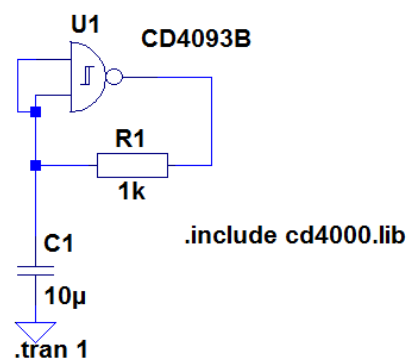 U1
CD4093B
R1
1k
.include cd4000.lib
C1
10µ
.tran 1